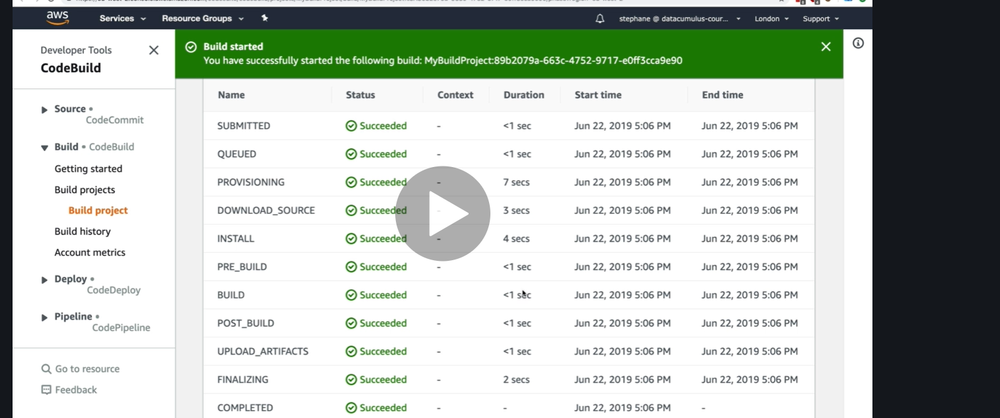 aws Services Resource Groups stephane @ datacumulus-cour... London Support
Developer Tools
CodeBuild
Source •
CodeCommit
Build • CodeBuild
Getting started
Build projects
Build project
Build history
Account metrics
Deploy •
CodeDeploy
Pipeline •
CodePipeline
Go to resource
Feedback
Build started
You have successfully started the following build: MyBuildProject:89b2079a-663c-4752-9717-e0ff3cca9e90
Name Status Context Duration Start time End time
SUBMITTED Succeeded - <1 sec Jun 22, 2019 5:06 PM Jun 22, 2019 5:06 PM
QUEUED Succeeded - <1 sec Jun 22, 2019 5:06 PM Jun 22, 2019 5:06 PM
PROVISIONING Succeeded - 7 secs Jun 22, 2019 5:06 PM Jun 22, 2019 5:06 PM
DOWNLOAD_SOURCE Succeeded - 3 secs Jun 22, 2019 5:06 PM Jun 22, 2019 5:06 PM
INSTALL Succeeded - 4 secs Jun 22, 2019 5:06 PM Jun 22, 2019 5:06 PM
PRE_BUILD Succeeded - <1 sec Jun 22, 2019 5:06 PM Jun 22, 2019 5:06 PM
BUILD Succeeded - <1 sec Jun 22, 2019 5:06 PM Jun 22, 2019 5:06 PM
POST_BUILD Succeeded - <1 sec Jun 22, 2019 5:06 PM Jun 22, 2019 5:06 PM
UPLOAD_ARTIFACTS Succeeded - <1 sec Jun 22, 2019 5:06 PM Jun 22, 2019 5:06 PM
FINALIZING Succeeded - 2 secs Jun 22, 2019 5:06 PM Jun 22, 2019 5:06 PM
COMPLETED Succeeded - - Jun 22, 2019 5:06 PM -